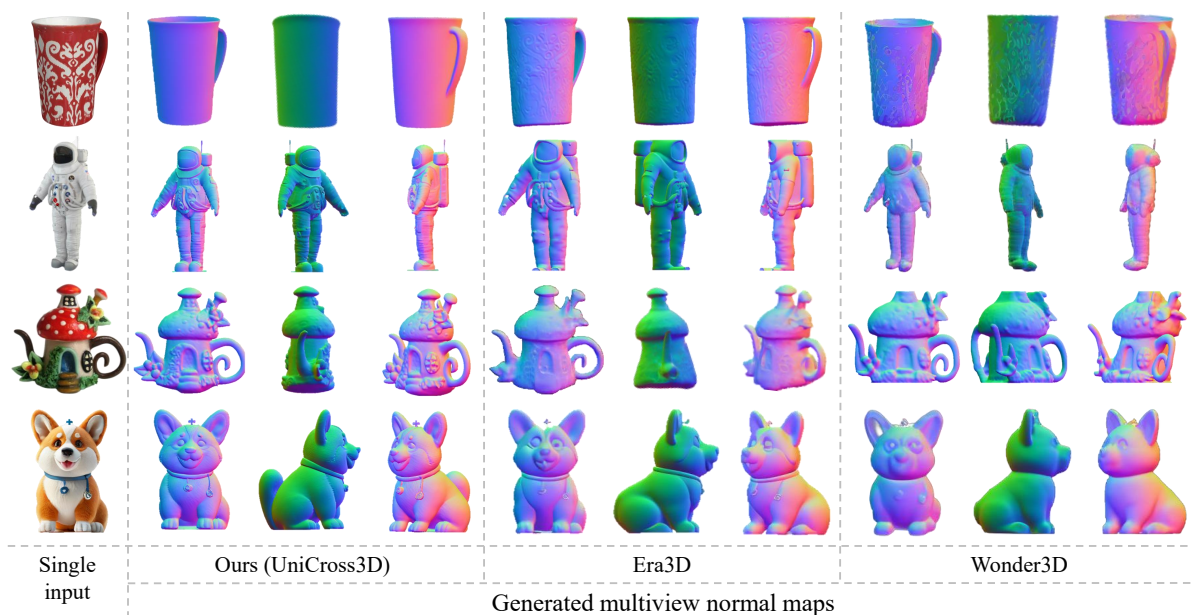 Single
input
Ours (UniCross3D)
Era3D
Wonder3D
Generated multiview normal maps